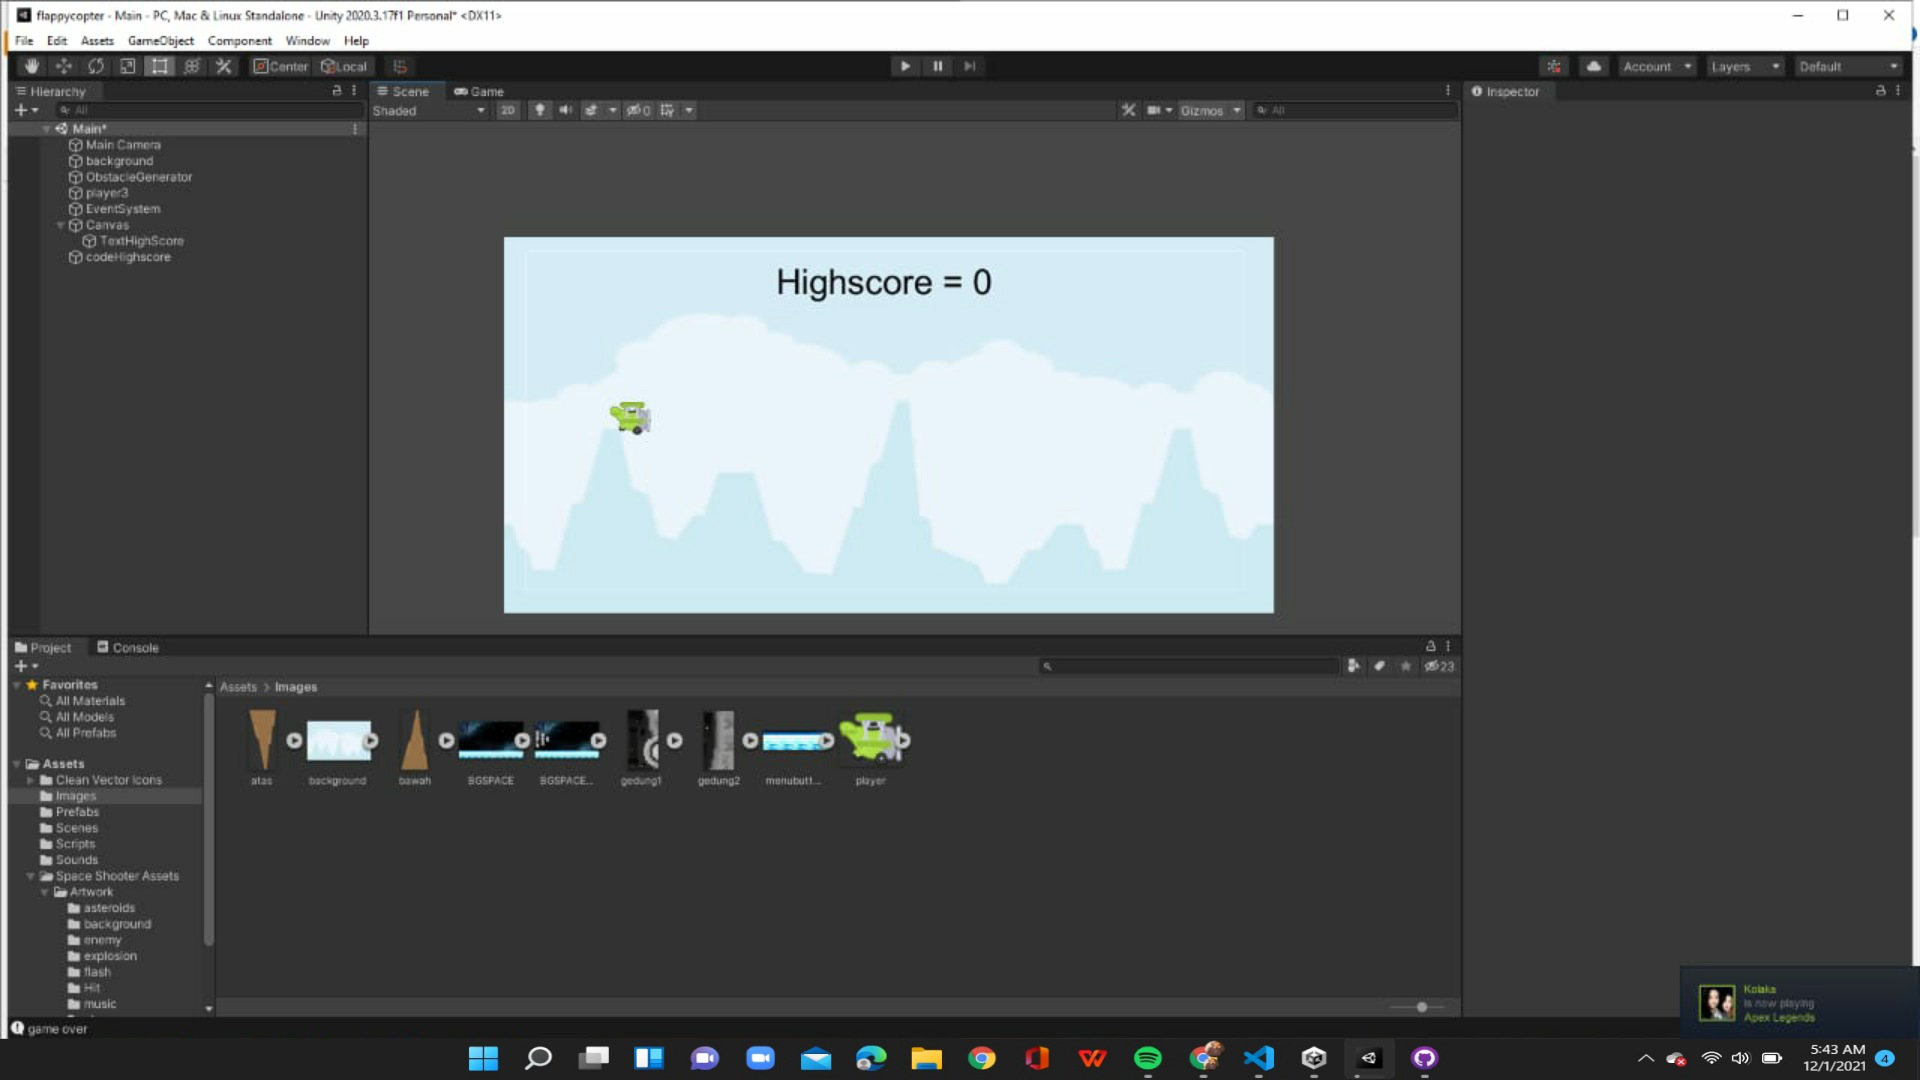 flappycopter - Main - PC, Mac & Linux Standalone - Unity 2020.3.17f1 Personal* <DX11>
File Edit Assets GameObject Component Window Help
Center Local Account Layers Default
Hierarchy Scene Game Inspector
All Shaded 2D 0 Gizmos All
Main*
Main Camera
background
ObstacleGenerator
player3
EventSystem
Canvas
TextHighScore
codeHighscore
Highscore = 0
Project Console
23
Favorites
All Materials
All Models
All Prefabs
Assets
Clean Vector Icons
Images
Prefabs
Scenes
Scripts
Sounds
Space Shooter Assets
Artwork
asteroids
background
enemy
explosion
flash
Hit
music
Assets > Images
atas background bawah BGSPACE BGSPACE... gedung1 gedung2 menubutt... player
Kolaka
is now playing
Apex Legends
game over
5:43 AM
12/1/2021
4